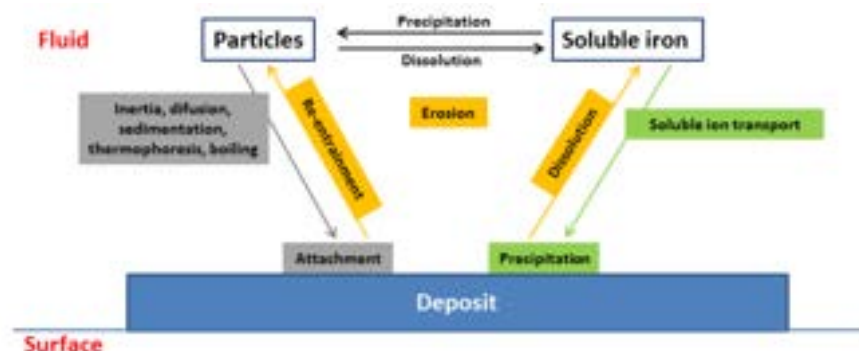 Fluid
Particles
Precipitation
Dissolution
Soluble iron
Inertia, difusion,
sedimentation,
thermophoresis, boiling
Re-entrainment
Erosion
Dissolution
Soluble ion transport
Attachment
Precipitation
Deposit
Surface